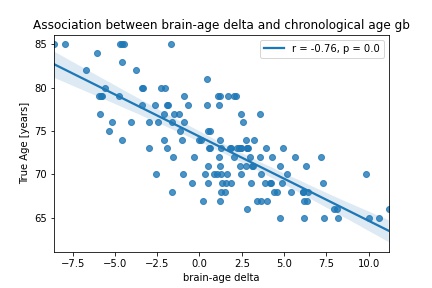 Association between brain-age delta and chronological age gb
r = -0.76, p = 0.0
True Age [years]
85
80
75
70
65
−7.5 −5.0 −2.5 0.0 2.5 5.0 7.5 10.0
brain-age delta